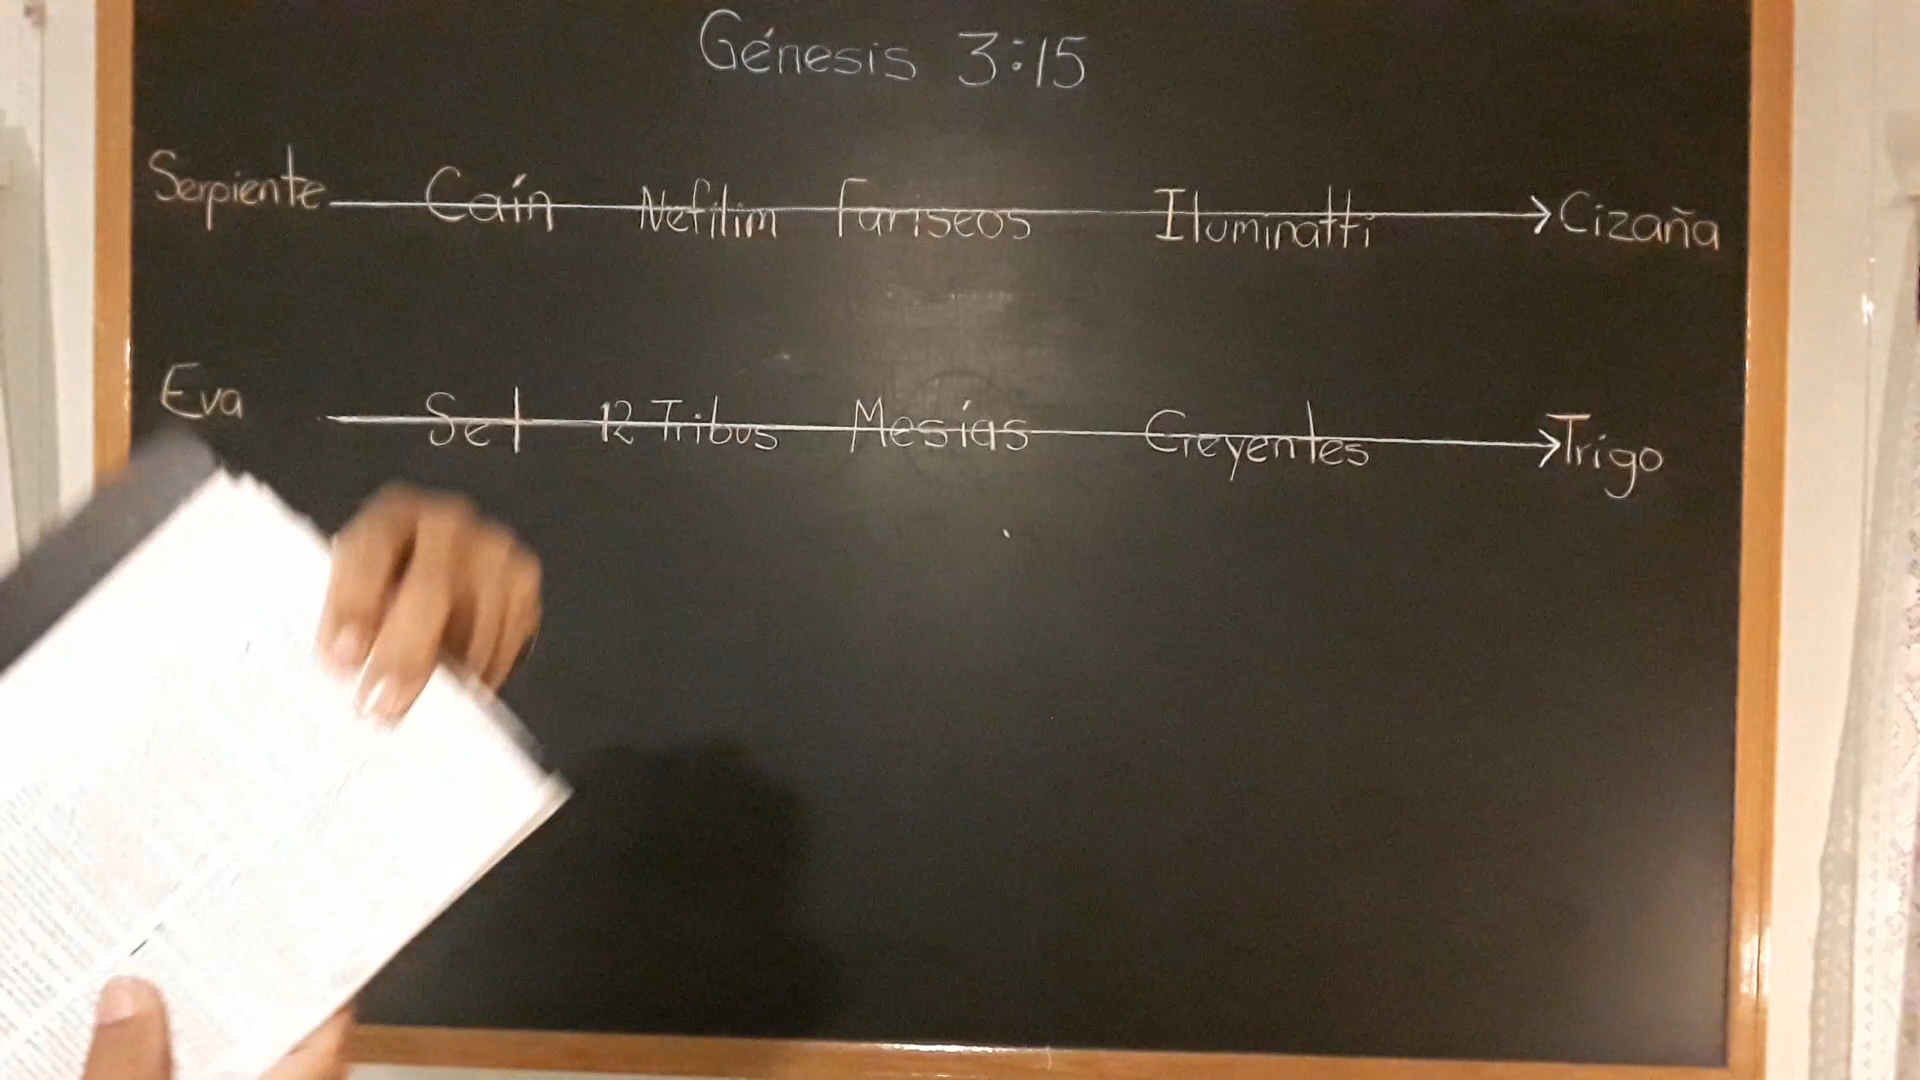 Génesis 3:15
Serpiente Caín Nefilim Fariseos Iluminatti Cizaña
Eva Set 12 Tribus Mesías Creyentes Trigo